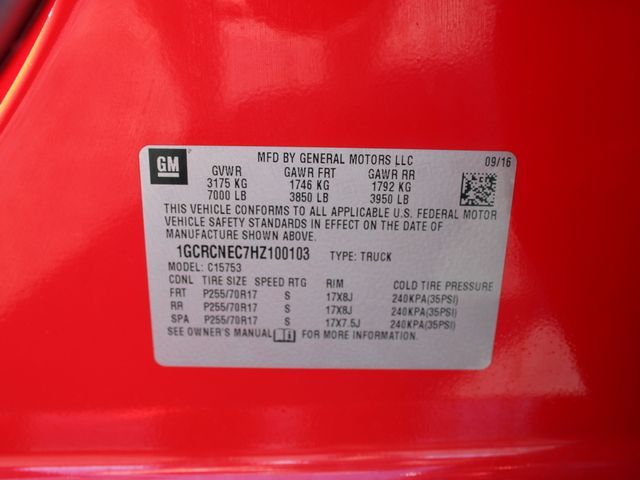 GM
MFD BY GENERAL MOTORS LLC 09/16
GVWR GAWR FRT GAWR RR
3175 KG 1746 KG 1792 KG
7000 LB 3850 LB 3950 LB
THIS VEHICLE CONFORMS TO ALL APPLICABLE U.S. FEDERAL MOTOR
VEHICLE SAFETY STANDARDS IN EFFECT ON THE DATE OF
MANUFACTURE SHOWN ABOVE.
1GCRCNEC7HZ100103 TYPE: TRUCK
MODEL: C15753
CDNL TIRE SIZE SPEED RTG RIM COLD TIRE PRESSURE
FRT P255/70R17 S 17X8J 240KPA(35PSI)
RR P255/70R17 S 17X8J 240KPA(35PSI)
SPA P255/70R17 S 17X7.5J 240KPA(35PSI)
SEE OWNER'S MANUAL FOR MORE INFORMATION.